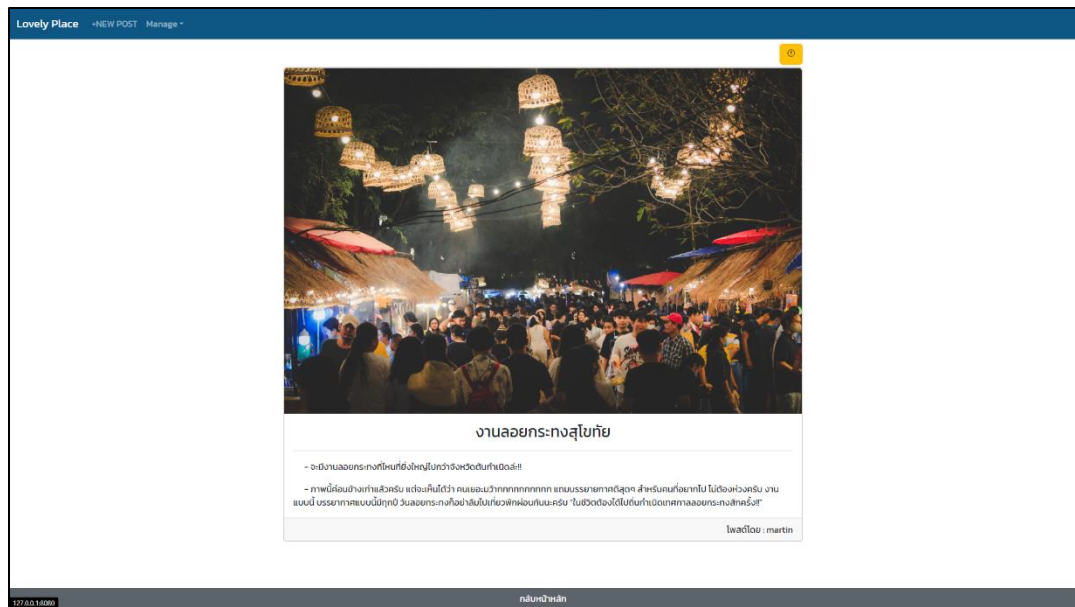 Lovely Place +NEW POST Manage
งานลอยกระทงสุโขทัย
- จะมีงานลอยกระทงที่ไหนที่ยิ่งใหญ่ไปกว่าจังหวัดต้นกำเนิดล่ะ!!
- ภาพนี้ค่อนข้างเก่าแล้วครับ แต่จะเห็นได้ว่า คนเยอะมว้ากกกกกกกกกก แถมบรรยายกาศดีสุดๆ สำหรับคนที่อยากไป ไม่ต้องห่วงครับ งาน
แบบนี้ บรรยากาศแบบนี้มีทุกปี วันลอยกระทงก็อย่าลืมไปเที่ยวพักผ่อนกันนะครับ "ในชีวิตต้องได้ไปถิ่นกำเนิดเทศกาลลอยกระทงสักครั้ง!!"
โพสต์โดย : martin
กลับหน้าหลัก
127.0.0.1:8080